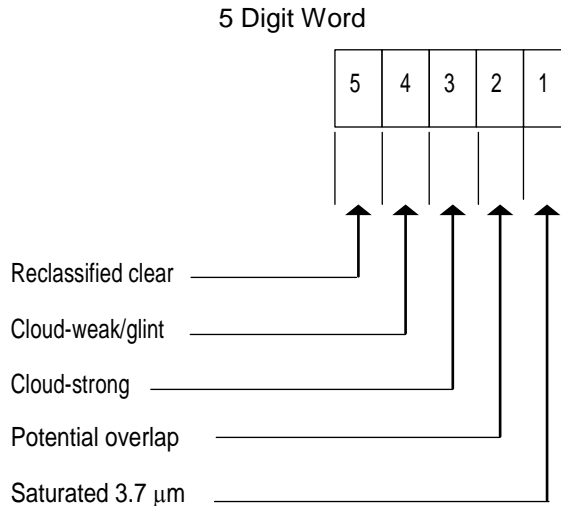 5 Digit Word
5 4 3 2 1
Reclassified clear
Cloud-weak/glint
Cloud-strong
Potential overlap
Saturated 3.7 μm